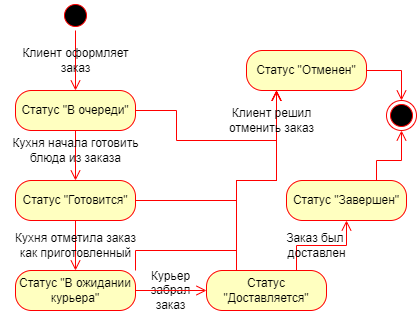 Клиент оформляет
заказ
Статус "Отменен"
Статус "В очереди"
Клиент решил
отменить заказ
Кухня начала готовить
блюда из заказа
Статус "Готовится"
Статус "Завершен"
Кухня отметила заказ
как приготовленный
Заказ был
доставлен
Статус "В ожидании
курьера"
Курьер
забрал
заказ
Статус
"Доставляется"